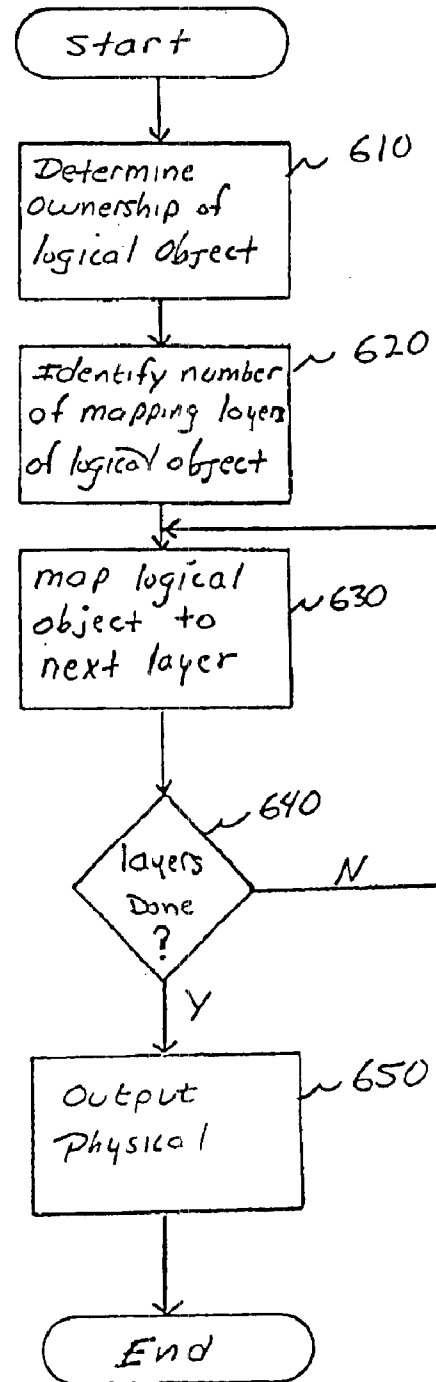 Start
610
Determine
Ownership of
logical Object
620
Identify number
of mapping layers
of logical object
map logical
object to
next layer
630
640
layers
Done
?
N
Y
Output
Physical
650
End